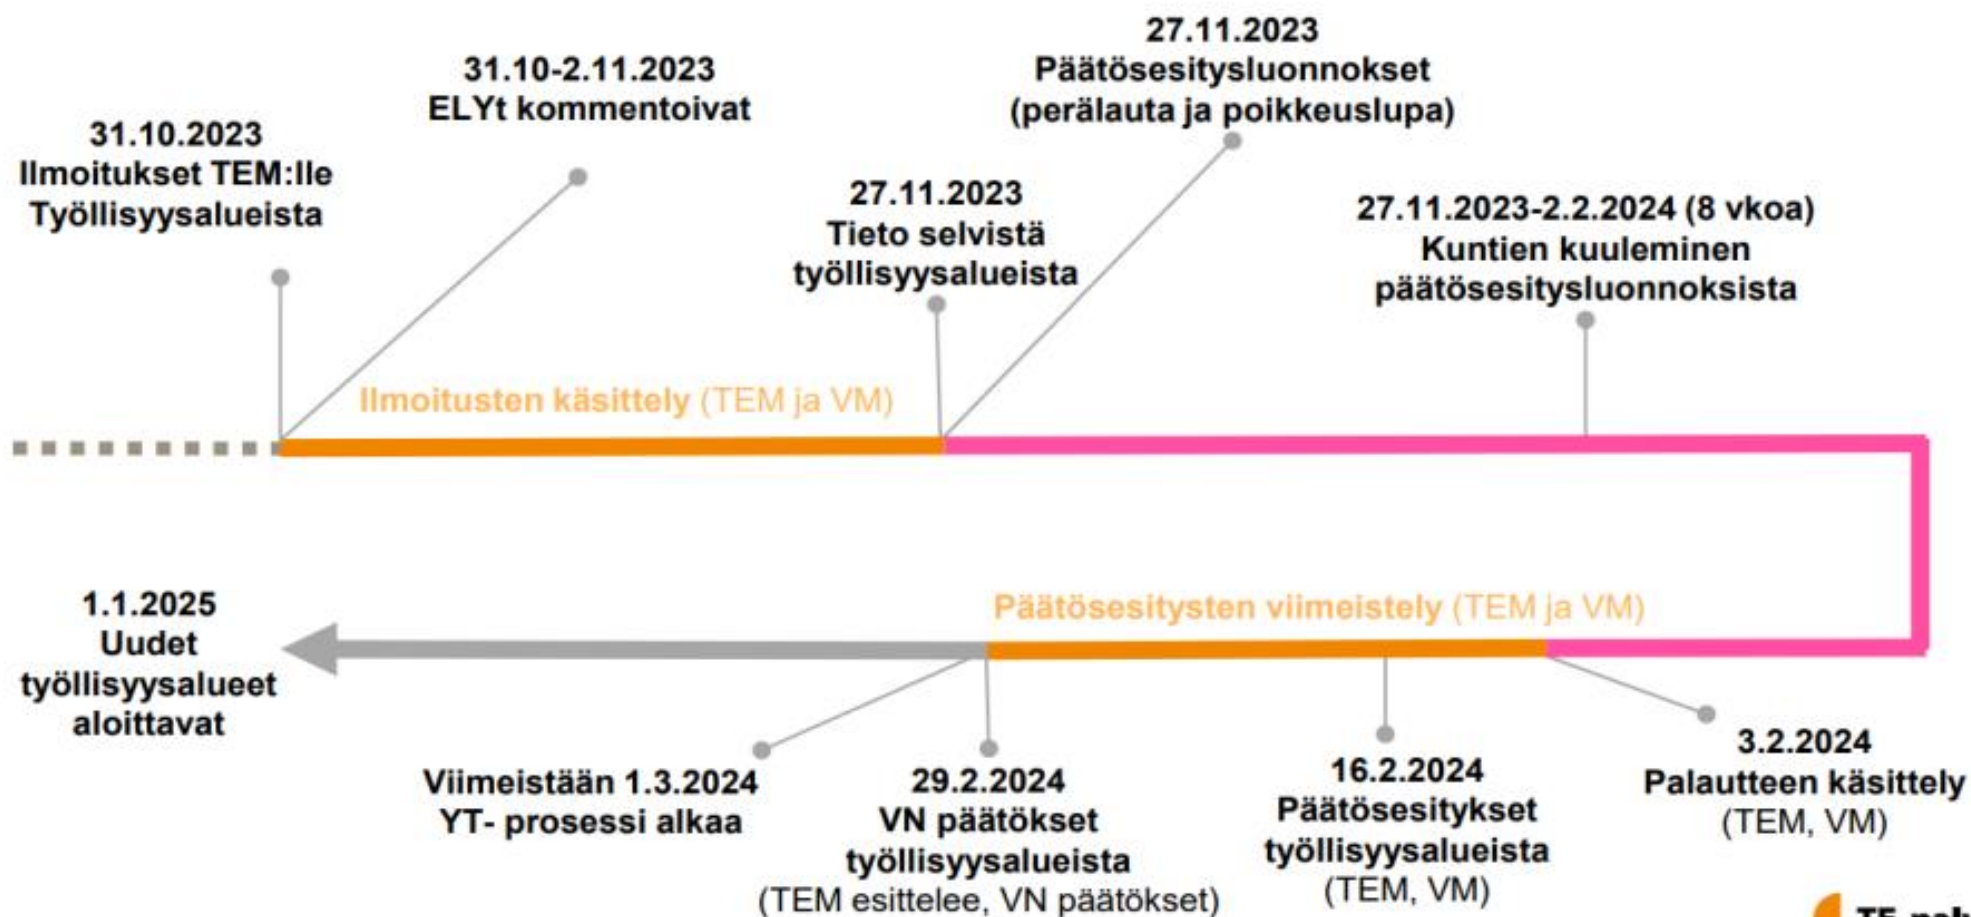 27.11.2023
Päätösesitysluonnokset
(perälauta ja poikkeuslupa)
31.10-2.11.2023
ELYt kommentoivat
31.10.2023
Ilmoitukset TEM:lle
Työllisyysalueista
27.11.2023
Tieto selvistä
työllisyysalueista
27.11.2023-2.2.2024 (8 vkoa)
Kuntien kuuleminen
päätösesitysluonnoksista
Ilmoitusten käsittely (TEM ja VM)
Päätösesitysten viimeistely (TEM ja VM)
1.1.2025
Uudet
työllisyysalueet
aloittavat
Viimeistään 1.3.2024
YT- prosessi alkaa
29.2.2024
VN päätökset
työllisyysalueista
(TEM esittelee, VN päätökset)
16.2.2024
Päätösesitykset
työllisyysalueista
(TEM, VM)
3.2.2024
Palautteen käsittely
(TEM, VM)